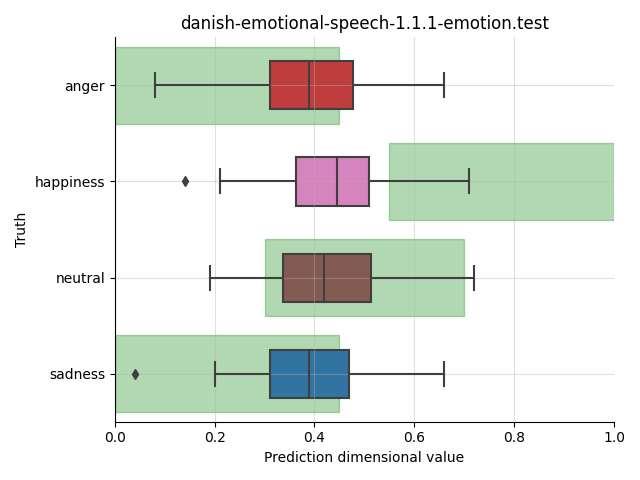 danish-emotional-speech-1.1.1-emotion.test
anger
happiness
neutral
sadness
Truth
0.0 0.2 0.4 0.6 0.8 1.0
Prediction dimensional value